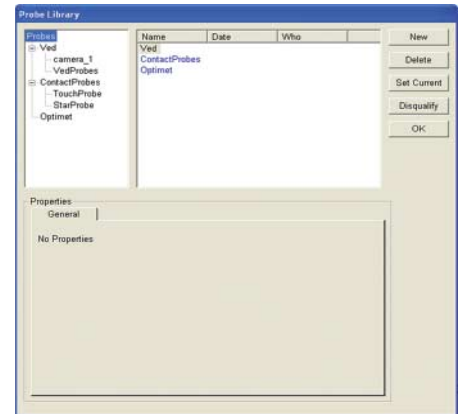 Probe Library
Probes
Ved
camera_1
VedProbes
ContactProbes
TouchProbe
StarProbe
Optimet
Name Date Who
Ved
ContactProbes
Optimet
New
Delete
Set Current
Disqualify
OK
Properties
General
No Properties